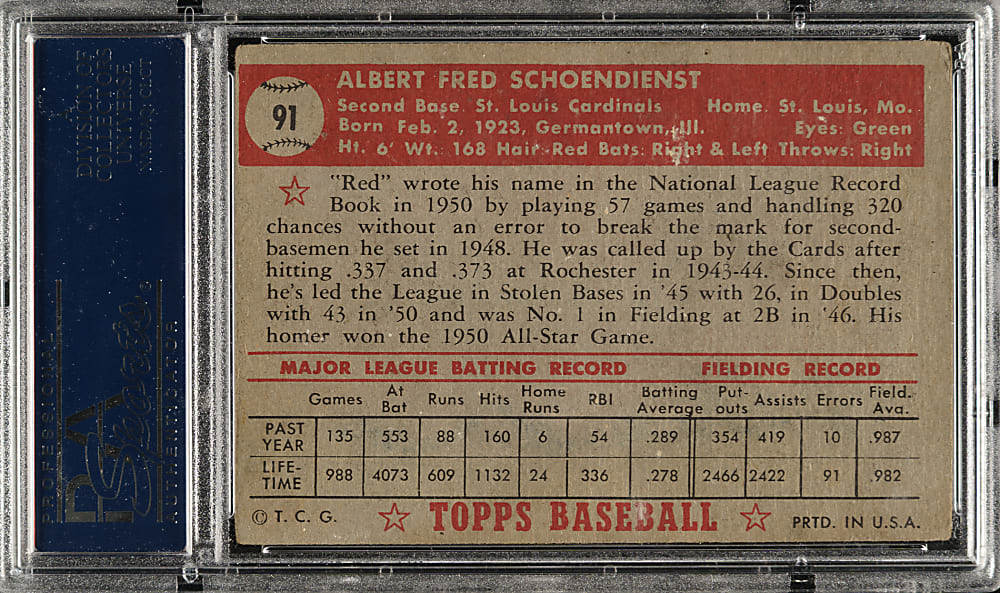 DIVISION OF
COLLECTORS
UNIVERSE
NASDAQ: CLCT
PROFESSIONAL
PSA
Sports
AUTHENTICATOR
91
ALBERT FRED SCHOENDIENST
Second Base. St. Louis Cardinals Home. St. Louis, Mo.
Born Feb. 2, 1923, Germantown, Ill. Eyes: Green
Ht. 6' Wt.: 168 Hair-Red Bats: Right & Left Throws: Right
"Red" wrote his name in the National League Record
Book in 1950 by playing 57 games and handling 320
chances without an error to break the mark for second-
basemen he set in 1948. He was called up by the Cards after
hitting .337 and .373 at Rochester in 1943-44. Since then,
he's led the League in Stolen Bases in '45 with 26, in Doubles
with 43 in '50 and was No. 1 in Fielding at 2B in '46. His
homer won the 1950 All-Star Game.
MAJOR LEAGUE BATTING RECORD FIELDING RECORD
Games At Bat Runs Hits Home Runs RBI Batting Average Put-outs Assists Errors Field. Ava.
PAST YEAR 135 553 88 160 6 54 .289 354 419 10 .987
LIFE-TIME 988 4073 609 1132 24 336 .278 2466 2422 91 .982
© T. C. G. TOPPS BASEBALL PRTD. IN U.S.A.